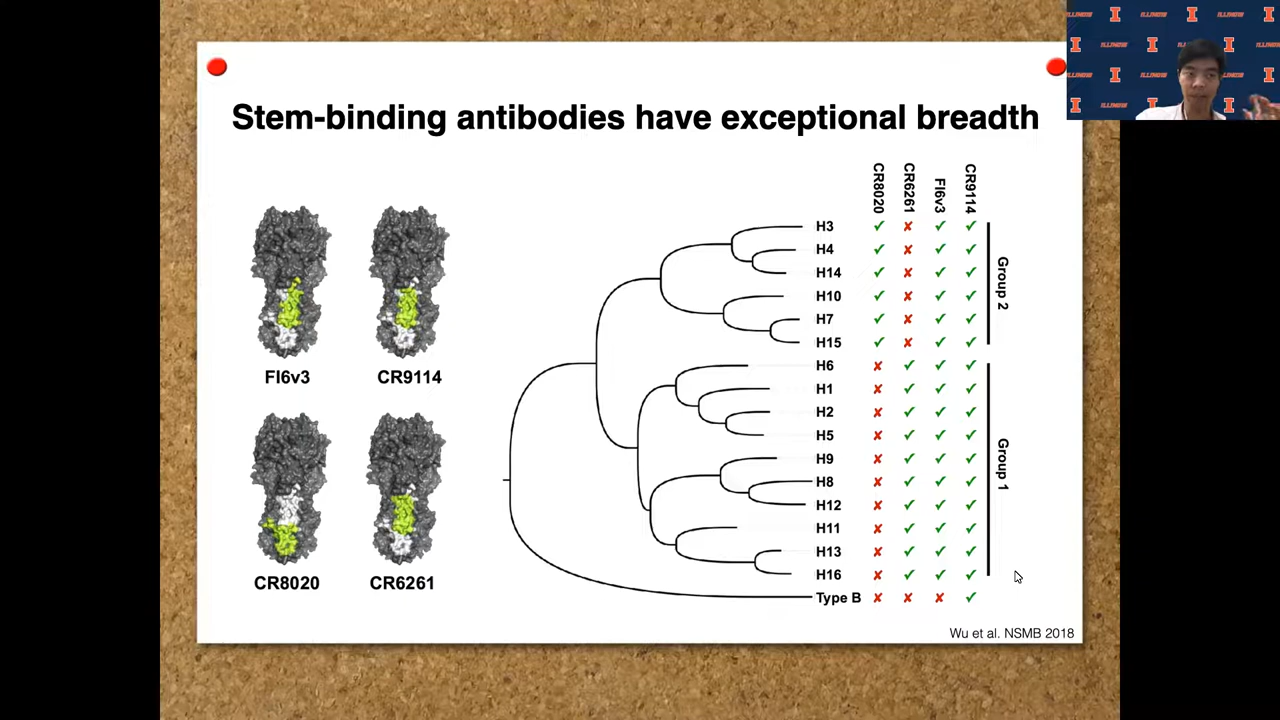 ILLINOIS
Stem-binding antibodies have exceptional breadth
CR8020 CR6261 FI6v3 CR9114
H3 ✓ ✘ ✓ ✓
H4 ✓ ✘ ✓ ✓
H14 ✓ ✘ ✓ ✓
H10 ✓ ✘ ✓ ✓
H7 ✓ ✘ ✓ ✓
H15 ✓ ✘ ✓ ✓
Group 2
H6 ✘ ✓ ✓ ✓
H1 ✘ ✓ ✓ ✓
H2 ✘ ✓ ✓ ✓
H5 ✘ ✓ ✓ ✓
H9 ✘ ✓ ✓ ✓
H8 ✘ ✓ ✓ ✓
H12 ✘ ✓ ✓ ✓
H11 ✘ ✓ ✓ ✓
H13 ✘ ✓ ✓ ✓
H16 ✘ ✓ ✓ ✓
Group 1
Type B ✘ ✘ ✘ ✓
FI6v3 CR9114
CR8020 CR6261
Wu et al. NSMB 2018